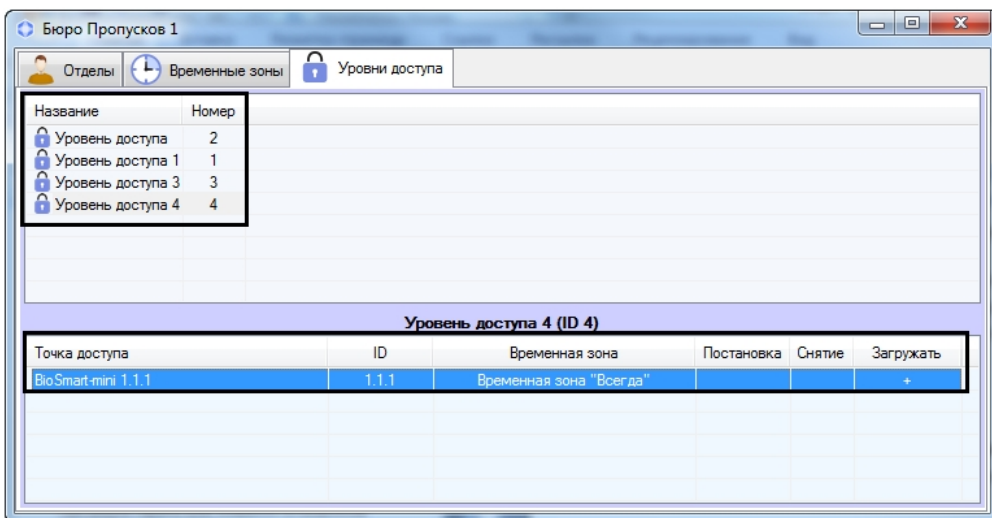 Бюро Пропусков 1
Отделы Временные зоны Уровни доступа
Название Номер
Уровень доступа 2
Уровень доступа 1 1
Уровень доступа 3 3
Уровень доступа 4 4
Уровень доступа 4 (ID 4)
Точка доступа ID Временная зона Постановка Снятие Загружать
BioSmart-mini 1.1.1 1.1.1 Временная зона "Всегда" +